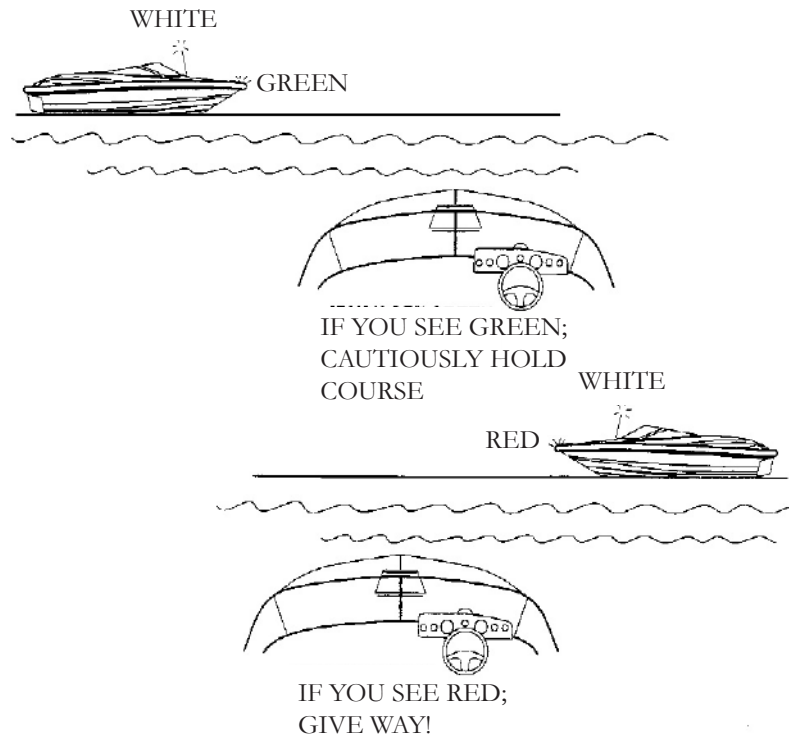 WHITE
GREEN
IF YOU SEE GREEN;
CAUTIOUSLY HOLD
COURSE
WHITE
RED
IF YOU SEE RED;
GIVE WAY!